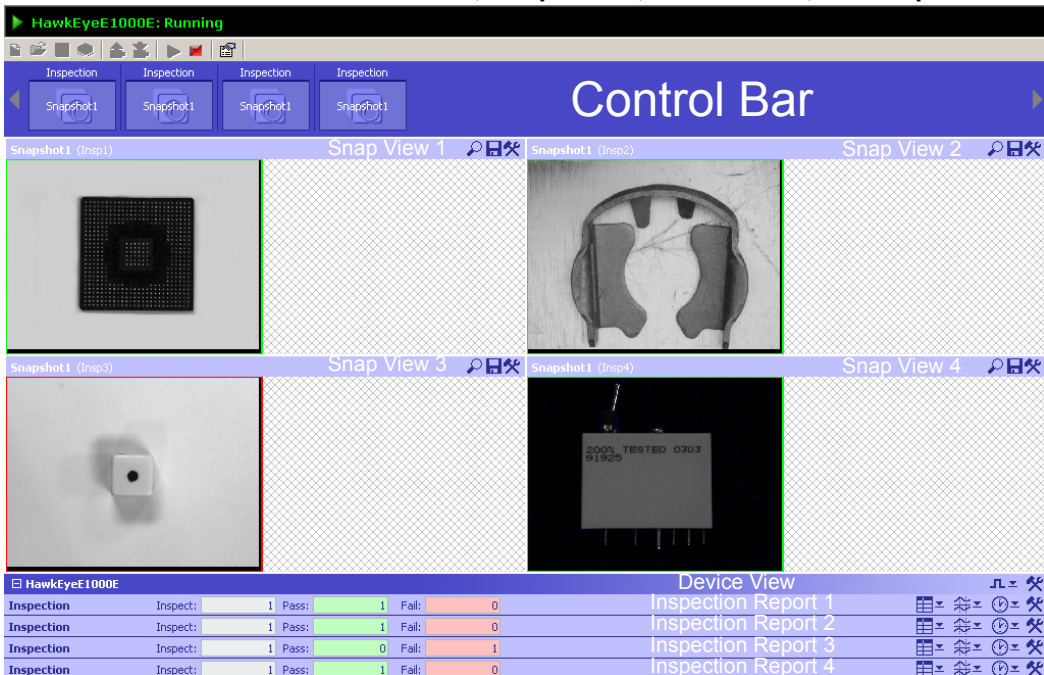 HawkEyeE1000E: Running
Inspection Inspection Inspection Inspection
Snapshot1 Snapshot1 Snapshot1 Snapshot1
Control Bar
Snapshot1 (Insp1) Snap View 1
Snapshot1 (Insp2) Snap View 2
Snapshot1 (Insp3) Snap View 3
Snapshot1 (Insp4) Snap View 4
200% TESTED 0303
91925
HawkEyeE1000E Device View
Inspection Inspect: 1 Pass: 1 Fail: 0 Inspection Report 1
Inspection Inspect: 1 Pass: 1 Fail: 0 Inspection Report 2
Inspection Inspect: 1 Pass: 0 Fail: 1 Inspection Report 3
Inspection Inspect: 1 Pass: 1 Fail: 0 Inspection Report 4